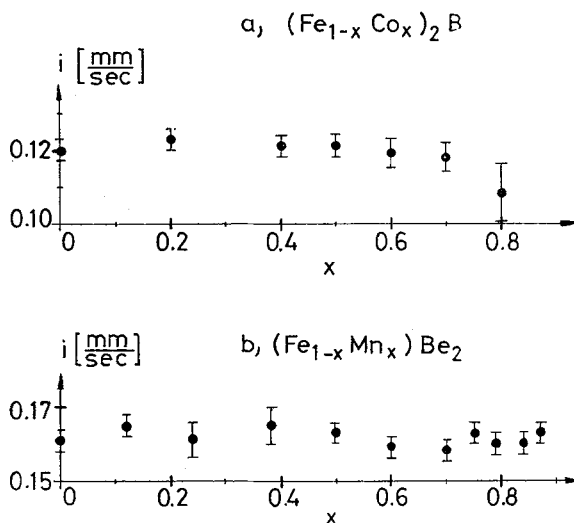 a, (Fe₁₋ₓ Coₓ)₂ B
i [mm/sec]
0.12
0.10
0 0.2 0.4 0.6 0.8
x
b, (Fe₁₋ₓ Mnₓ) Be₂
i [mm/sec]
0.17
0.15
0 0.2 0.4 0.6 0.8
x